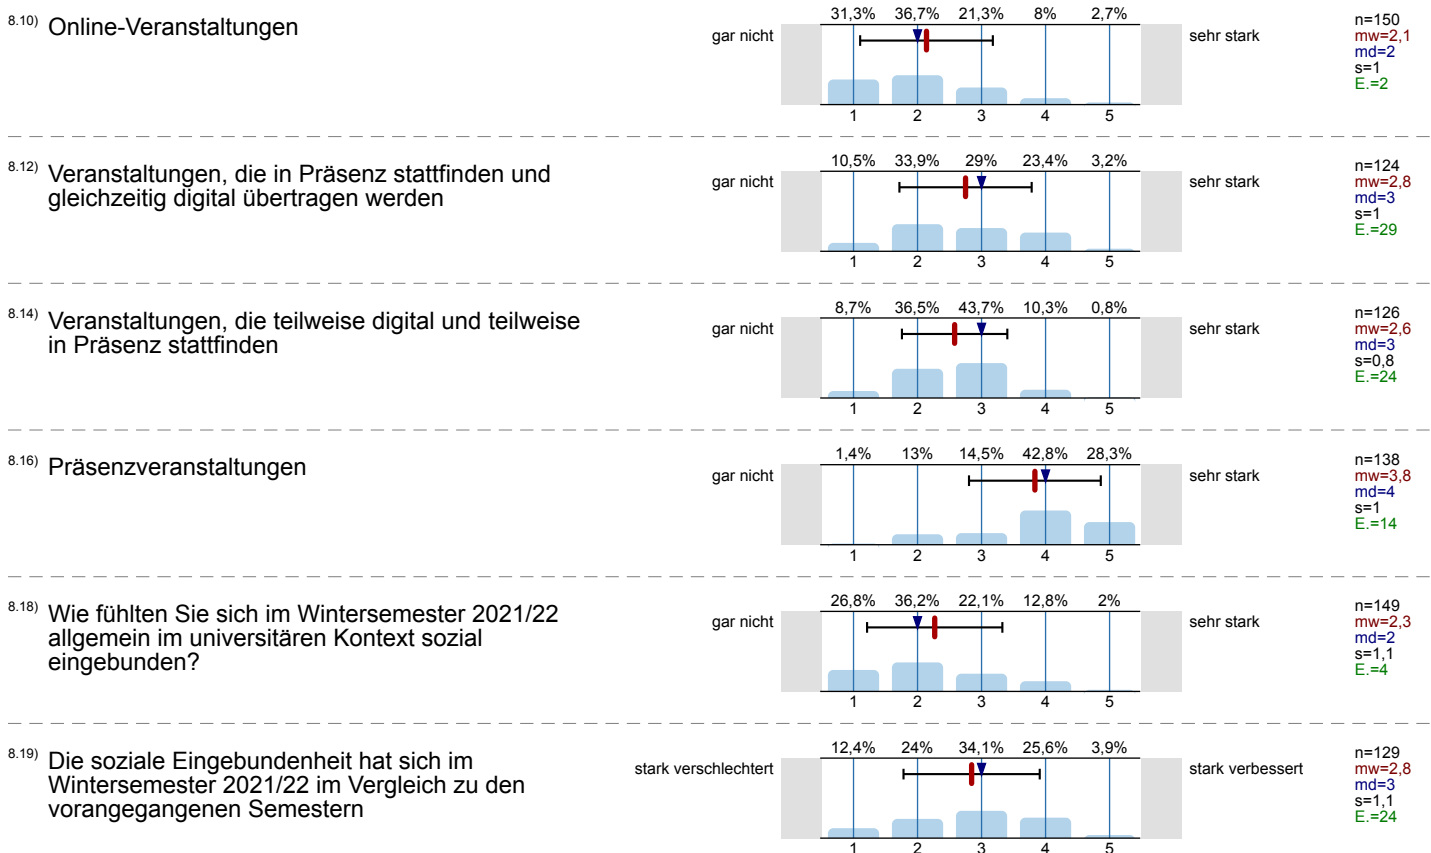 8.10) Online-Veranstaltungen
gar nicht
31,3% 36,7% 21,3% 8% 2,7%
1 2 3 4 5
sehr stark
n=150
mw=2,1
md=2
s=1
E.=2
8.12) Veranstaltungen, die in Präsenz stattfinden und
gleichzeitig digital übertragen werden
gar nicht
10,5% 33,9% 29% 23,4% 3,2%
1 2 3 4 5
sehr stark
n=124
mw=2,8
md=3
s=1
E.=29
8.14) Veranstaltungen, die teilweise digital und teilweise
in Präsenz stattfinden
gar nicht
8,7% 36,5% 43,7% 10,3% 0,8%
1 2 3 4 5
sehr stark
n=126
mw=2,6
md=3
s=0,8
E.=24
8.16) Präsenzveranstaltungen
gar nicht
1,4% 13% 14,5% 42,8% 28,3%
1 2 3 4 5
sehr stark
n=138
mw=3,8
md=4
s=1
E.=14
8.18) Wie fühlten Sie sich im Wintersemester 2021/22
allgemein im universitären Kontext sozial
eingebunden?
gar nicht
26,8% 36,2% 22,1% 12,8% 2%
1 2 3 4 5
sehr stark
n=149
mw=2,3
md=2
s=1,1
E.=4
8.19) Die soziale Eingebundenheit hat sich im
Wintersemester 2021/22 im Vergleich zu den
vorangegangenen Semestern
stark verschlechtert
12,4% 24% 34,1% 25,6% 3,9%
1 2 3 4 5
stark verbessert
n=129
mw=2,8
md=3
s=1,1
E.=24